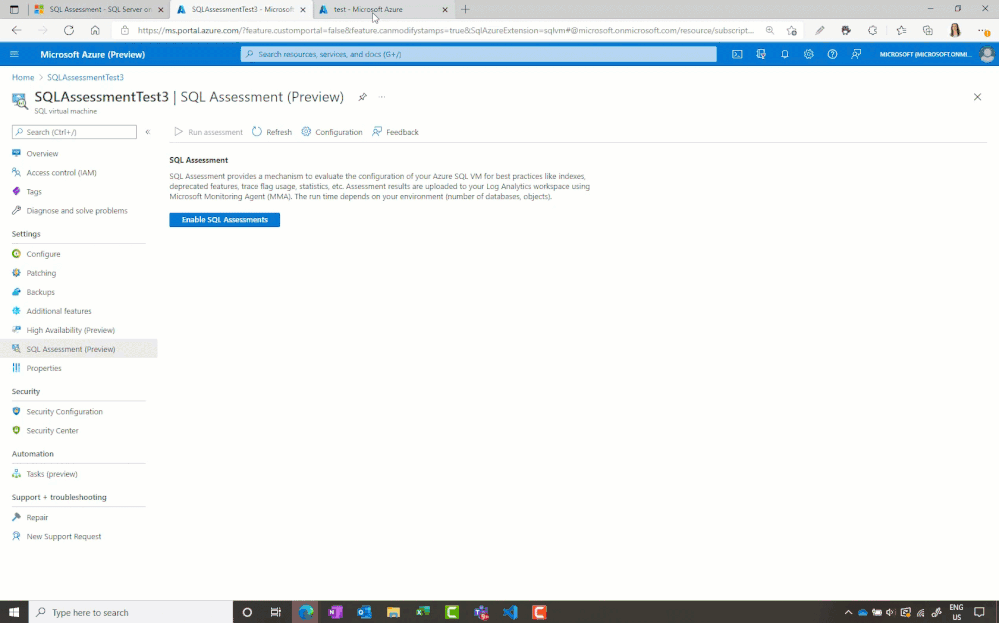 SQL Assessment - SQL Server on
SQLAssessmentTest3 - Microsoft
test - Microsoft Azure
https://ms.portal.azure.com/?feature.customportal=false&feature.canmodifystamps=true&SqlAzureExtension=sqlvm#@microsoft.onmicrosoft.com/resource/subscript...
Microsoft Azure (Preview)
Search resources, services, and docs (G+/)
MICROSOFT (MICROSOFT.ONMI...
Home > SQLAssessmentTest3
SQLAssessmentTest3 | SQL Assessment (Preview) ...
SQL virtual machine
Search (Ctrl+/)
«
Run assessment
Refresh
Configuration
Feedback
Overview
Access control (IAM)
Tags
Diagnose and solve problems
Settings
Configure
Patching
Backups
Additional features
High Availability (Preview)
SQL Assessment (Preview)
Properties
Security
Security Configuration
Security Center
Automation
Tasks (preview)
Support + troubleshooting
Repair
New Support Request
SQL Assessment
SQL Assessment provides a mechanism to evaluate the configuration of your Azure SQL VM for best practices like indexes,
deprecated features, trace flag usage, statistics, etc. Assessment results are uploaded to your Log Analytics workspace using
Microsoft Monitoring Agent (MMA). The run time depends on your environment (number of databases, objects).
Enable SQL Assessments
Type here to search
ENG
US